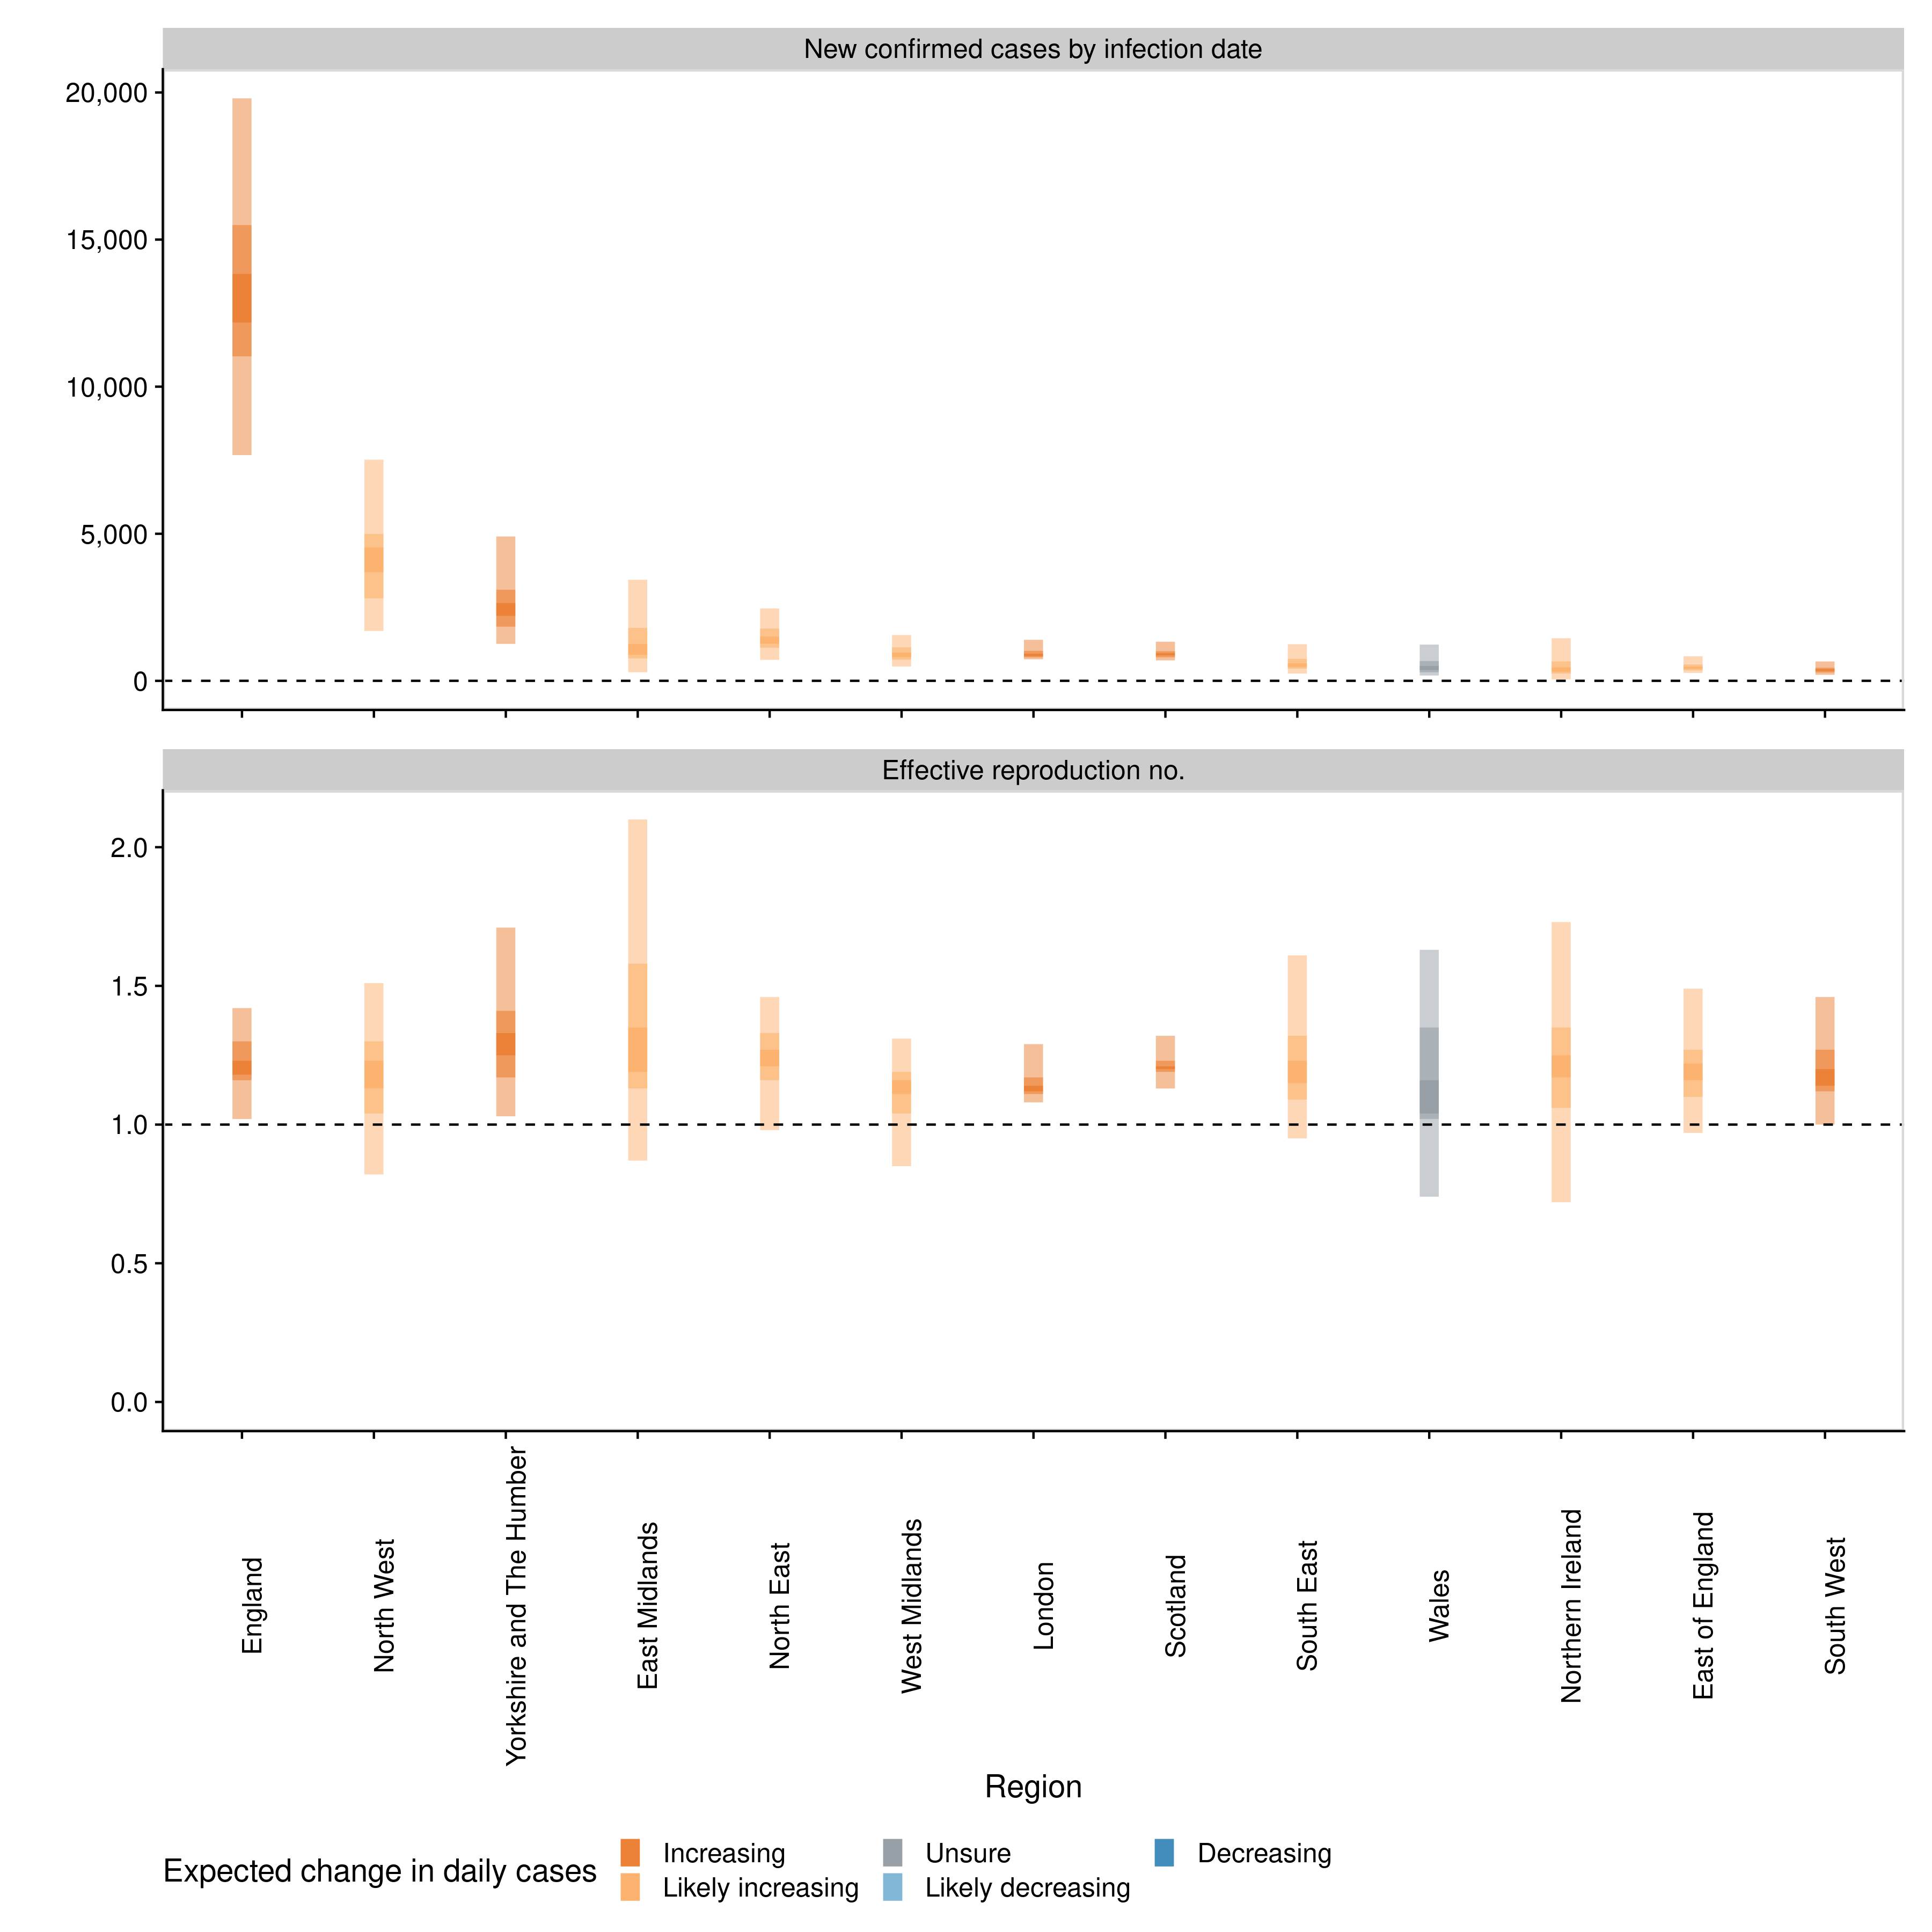 New confirmed cases by infection date
20,000
15,000
10,000
5,000
0
Effective reproduction no.
2.0
1.5
1.0
0.5
0.0
England
North West
Yorkshire and The Humber
East Midlands
North East
West Midlands
London
Scotland
South East
Wales
Northern Ireland
East of England
South West
Region
Expected change in daily cases
Increasing
Unsure
Decreasing
Likely increasing
Likely decreasing